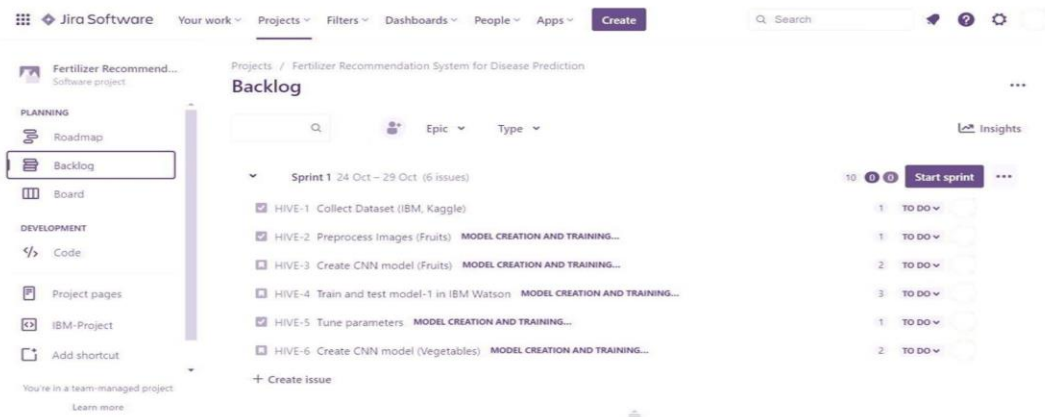 Jira Software Your work Projects Filters Dashboards People Apps Create Search
Fertilizer Recommend...
Software project
PLANNING
Roadmap
Backlog
Board
DEVELOPMENT
Code
Project pages
IBM-Project
Add shortcut
You're in a team-managed project
Learn more
Projects / Fertilizer Recommendation System for Disease Prediction
Backlog
Epic Type Insights
Sprint 1 24 Oct – 29 Oct (6 issues) 10 0 0 Start sprint
HIVE-1 Collect Dataset (IBM, Kaggle) 1 TO DO
HIVE-2 Preprocess Images (Fruits) MODEL CREATION AND TRAINING... 1 TO DO
HIVE-3 Create CNN model (Fruits) MODEL CREATION AND TRAINING... 2 TO DO
HIVE-4 Train and test model-1 in IBM Watson MODEL CREATION AND TRAINING... 3 TO DO
HIVE-5 Tune parameters MODEL CREATION AND TRAINING... 1 TO DO
HIVE-6 Create CNN model (Vegetables) MODEL CREATION AND TRAINING... 2 TO DO
+ Create issue